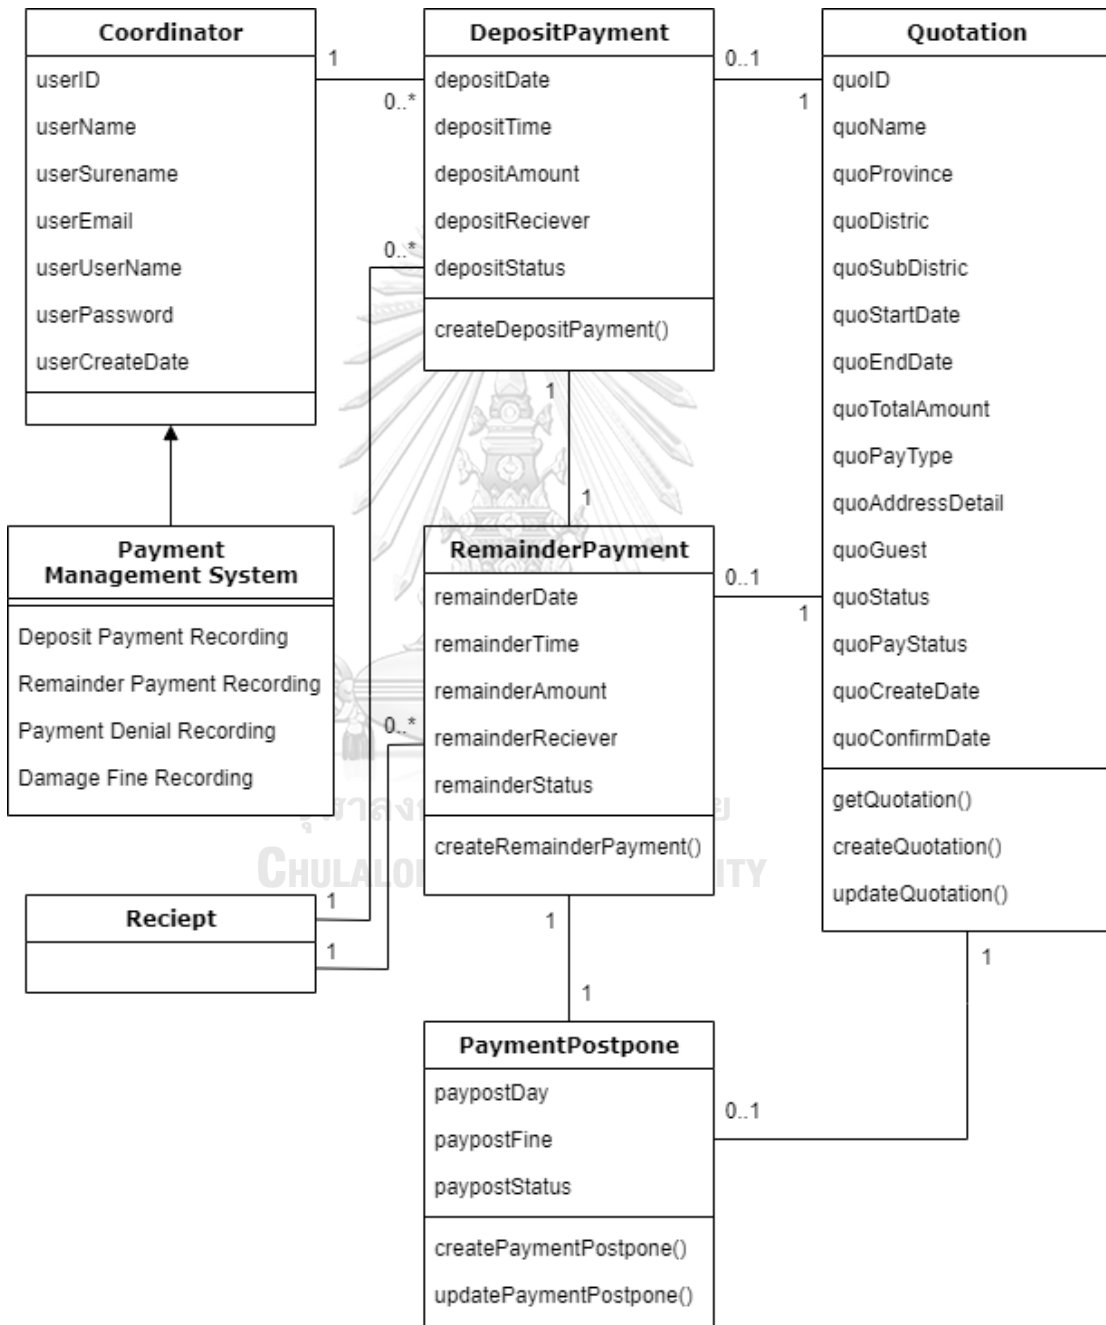 Coordinator
userID
userName
userSurename
userEmail
userUserName
userPassword
userCreateDate
1
0..*
DepositPayment
depositDate
depositTime
depositAmount
depositReciever
depositStatus
createDepositPayment()
0..*
1
1
0..1
1
Quotation
quoID
quoName
quoProvince
quoDistric
quoSubDistric
quoStartDate
quoEndDate
quoTotalAmount
quoPayType
quoAddressDetail
quoGuest
quoStatus
quoPayStatus
quoCreateDate
quoConfirmDate
getQuotation()
createQuotation()
updateQuotation()
Payment
Management System
Deposit Payment Recording
Remainder Payment Recording
Payment Denial Recording
Damage Fine Recording
RemainderPayment
remainderDate
remainderTime
remainderAmount
remainderReciever
remainderStatus
createRemainderPayment()
0..1
1
0..*
Reciept
1
1
1
1
1
0..1
PaymentPostpone
paypostDay
paypostFine
paypostStatus
createPaymentPostpone()
updatePaymentPostpone()